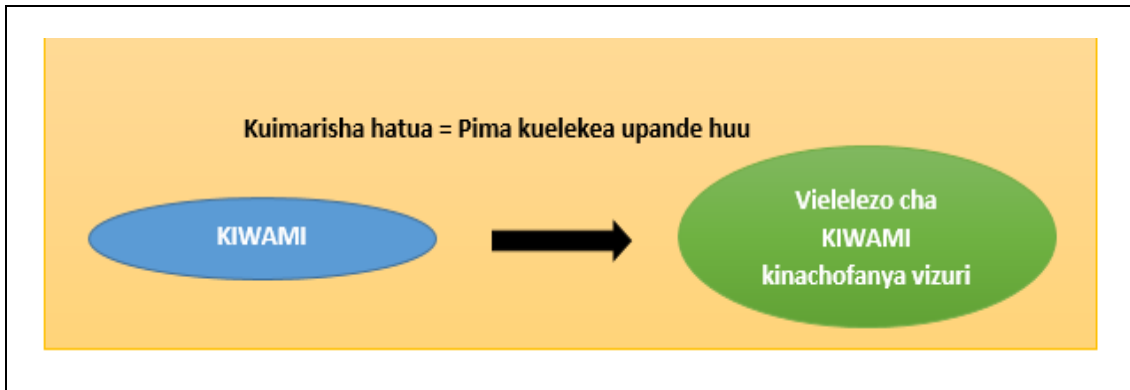 Kuimarisha hatua = Pima kuelekea upande huu
KIWAMI
Vielelezo cha
KIWAMI
kinachofanya vizuri